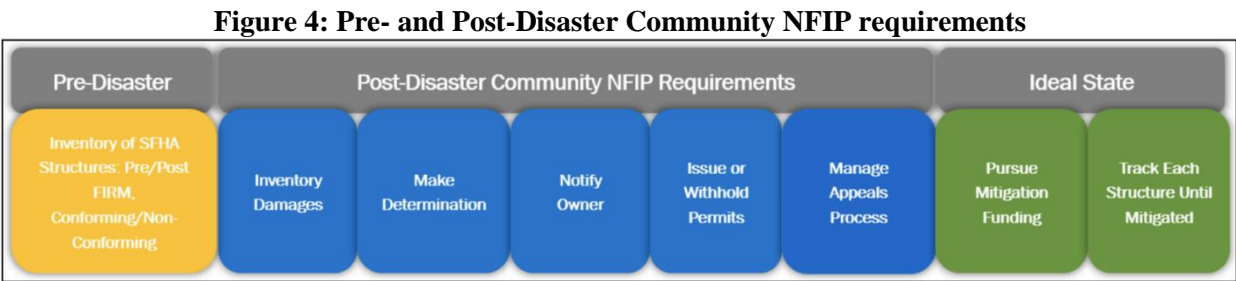 Figure 4: Pre- and Post-Disaster Community NFIP requirements
Pre-Disaster
Post-Disaster Community NFIP Requirements
Ideal State
Inventory of SFHA
Structures: Pre/Post
FIRM,
Conforming/Non-
Conforming
Inventory
Damages
Make
Determination
Notify
Owner
Issue or
Withhold
Permits
Manage
Appeals
Process
Pursue
Mitigation
Funding
Track Each
Structure Until
Mitigated